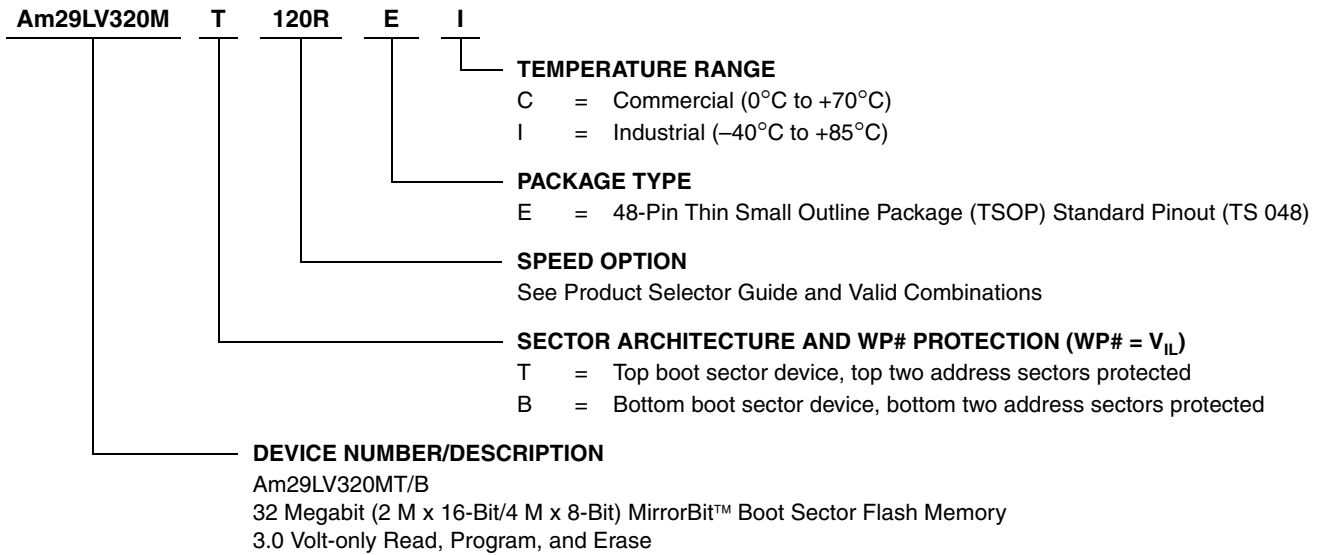 Am29LV320M T 120R E I
TEMPERATURE RANGE
C = Commercial (0°C to +70°C)
I = Industrial (–40°C to +85°C)
PACKAGE TYPE
E = 48-Pin Thin Small Outline Package (TSOP) Standard Pinout (TS 048)
SPEED OPTION
See Product Selector Guide and Valid Combinations
SECTOR ARCHITECTURE AND WP# PROTECTION (WP# = VIL)
T = Top boot sector device, top two address sectors protected
B = Bottom boot sector device, bottom two address sectors protected
DEVICE NUMBER/DESCRIPTION
Am29LV320MT/B
32 Megabit (2 M x 16-Bit/4 M x 8-Bit) MirrorBit™ Boot Sector Flash Memory
3.0 Volt-only Read, Program, and Erase